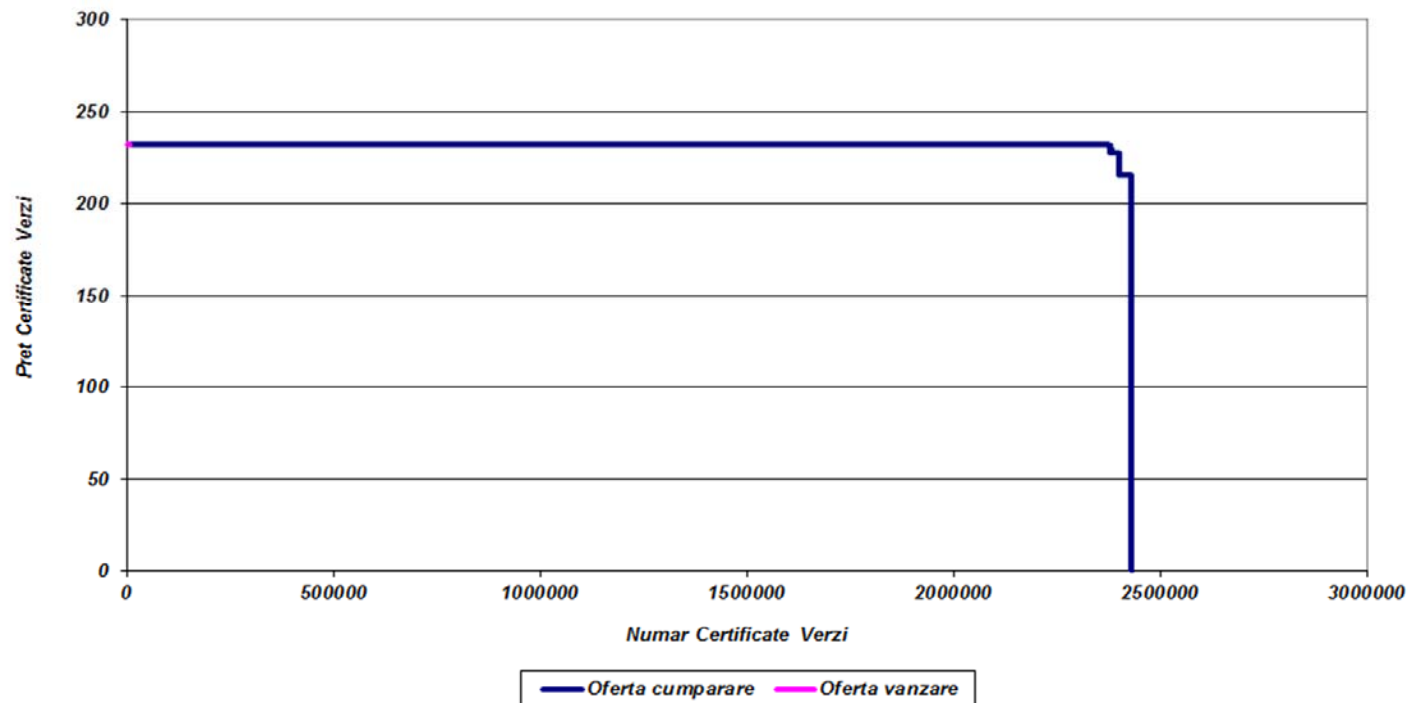 300
250
200
150
100
50
0
Pret Certificate Verzi
0 500000 1000000 1500000 2000000 2500000 3000000
Numar Certificate Verzi
Oferta cumparare Oferta vanzare